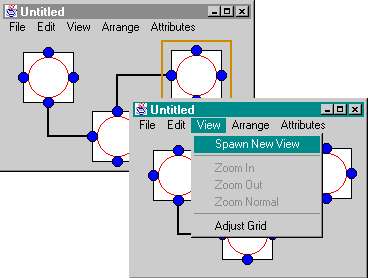 Untitled
File Edit View Arrange Attributes
Untitled
File Edit View Arrange Attributes
Spawn New View
Zoom In
Zoom Out
Zoom Normal
Adjust Grid